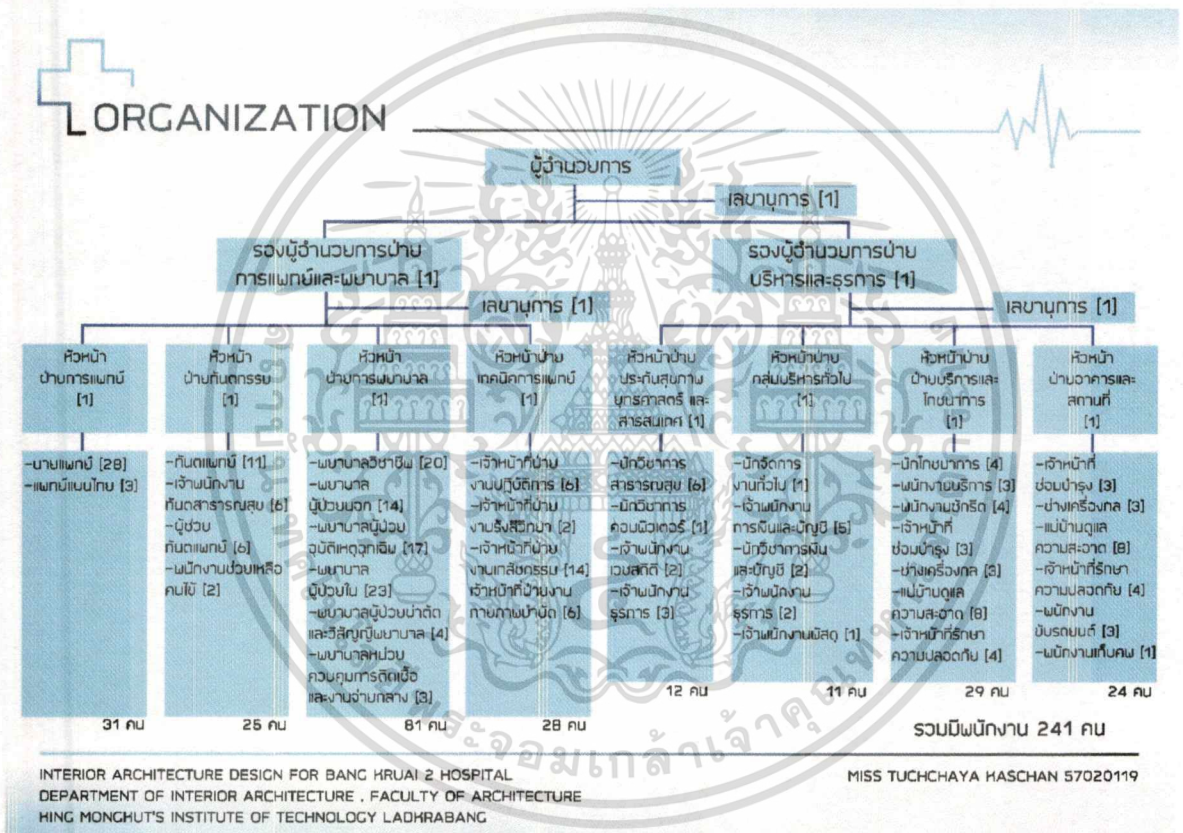 ORGANIZATION
ผู้อำนวยการ
เลขานุการ [1]
รองผู้อำนวยการฝ่าย
การแพทย์และพยาบาล [1]
รองผู้อำนวยการฝ่าย
บริหารและธุรการ [1]
เลขานุการ [1]
เลขานุการ [1]
หัวหน้า
ฝ่ายการแพทย์
[1]
หัวหน้า
ฝ่ายทันตกรรม
[1]
หัวหน้า
ฝ่ายการพยาบาล
[1]
หัวหน้าฝ่าย
เทคนิคการแพทย์
[1]
หัวหน้าฝ่าย
ประกันสุขภาพ
ยุทธศาสตร์ และ
สารสนเทศ [1]
หัวหน้าฝ่าย
กลุ่มบริหารทั่วไป
[1]
หัวหน้าฝ่าย
ฝ่ายบริการและ
โภชนาการ
[1]
หัวหน้า
ฝ่ายอาคารและ
สถานที่
[1]
-นายแพทย์ [28]
-แพทย์แผนไทย [3]
31 คน
-ทันตแพทย์ [11]
-เจ้าพนักงาน
ทันตสาธารณสุข [6]
-ผู้ช่วย
ทันตแพทย์ [6]
-พนักงานช่วยเหลือ
คนไข้ [2]
25 คน
-พยาบาลวิชาชีพ [20]
-พยาบาล
ผู้ป่วยนอก [14]
-พยาบาลผู้ป่วย
อุบัติเหตุฉุกเฉิน [17]
-พยาบาล
ผู้ป่วยใน [23]
-พยาบาลผู้ป่วยผ่าตัด
และวิสัญญีพยาบาล [4]
-พยาบาลหน่วย
ควบคุมการติดเชื้อ
และงานจ่ายกลาง [3]
81 คน
-เจ้าหน้าที่ฝ่าย
งานปฏิบัติการ [6]
-เจ้าหน้าที่ฝ่าย
งานรังสีวิทยา [2]
-เจ้าหน้าที่ฝ่าย
งานเภสัชกรรม [14]
เจ้าหน้าที่ฝ่ายงาน
กายภาพบำบัด [6]
28 คน
-นักวิชาการ
สาธารณสุข [6]
-นักวิชาการ
คอมพิวเตอร์ [1]
-เจ้าพนักงาน
เวชสถิติ [2]
-เจ้าพนักงาน
ธุรการ [3]
12 คน
-นักจัดการ
งานทั่วไป [1]
-เจ้าพนักงาน
การเงินและบัญชี [5]
-นักวิชาการเงิน
และบัญชี [2]
-เจ้าพนักงาน
ธุรการ [2]
-เจ้าพนักงานพัสดุ [1]
11 คน
-นักโภชนาการ [4]
-พนักงานบริการ [3]
-พนักงานซักรีด [4]
-เจ้าหน้าที่
ซ่อมบำรุง [3]
-ช่างเครื่องกล [3]
-แม่บ้านดูแล
ความสะอาด [8]
-เจ้าหน้าที่รักษา
ความปลอดภัย [4]
29 คน
-เจ้าหน้าที่
ซ่อมบำรุง [3]
-ช่างเครื่องกล [3]
-แม่บ้านดูแล
ความสะอาด [8]
-เจ้าหน้าที่รักษา
ความปลอดภัย [4]
-พนักงาน
ขับรถยนต์ [3]
-พนักงานเก็บศพ [1]
24 คน
รวมมีพนักงาน 241 คน
INTERIOR ARCHITECTURE DESIGN FOR BANG KRUAI 2 HOSPITAL
DEPARTMENT OF INTERIOR ARCHITECTURE . FACULTY OF ARCHITECTURE
KING MONGKUT'S INSTITUTE OF TECHNOLOGY LADKRABANG
MISS TUCHCHAYA KASCHAN 57020119